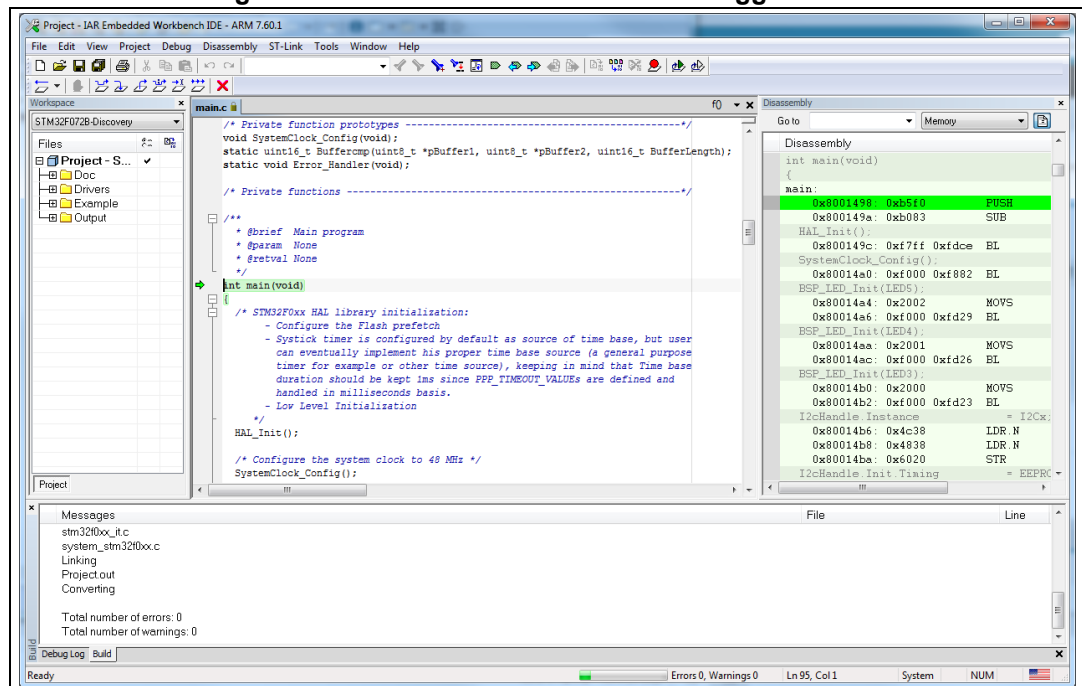 Project - IAR Embedded Workbench IDE - ARM 7.60.1
File Edit View Project Debug Disassembly ST-Link Tools Window Help
Workspace
STM32F072B-Discovery
Files
Project - S...
Doc
Drivers
Example
Output
Project
main.c
f()
/* Private function prototypes -----------------------------------------------*/
void SystemClock_Config(void);
static uint16_t Buffercmp(uint8_t *pBuffer1, uint8_t *pBuffer2, uint16_t BufferLength);
static void Error_Handler(void);
/* Private functions ---------------------------------------------------------*/
/**
* @brief Main program
* @param None
* @retval None
*/
int main(void)
{
/* STM32F0xx HAL library initialization:
- Configure the Flash prefetch
- Systick timer is configured by default as source of time base, but user
can eventually implement his proper time base source (a general purpose
timer for example or other time source), keeping in mind that Time base
duration should be kept 1ms since PPP_TIMEOUT_VALUEs are defined and
handled in milliseconds basis.
- Low Level Initialization
*/
HAL_Init();
/* Configure the system clock to 48 MHz */
SystemClock_Config();
Disassembly
Go to Memory
Disassembly
int main(void)
{
main:
0x8001498: 0xb5f0 PUSH
0x800149a: 0xb083 SUB
HAL_Init();
0x800149c: 0xf7ff 0xfdce BL
SystemClock_Config();
0x80014a0: 0xf000 0xf882 BL
BSP_LED_Init(LED5);
0x80014a4: 0x2002 MOVS
0x80014a6: 0xf000 0xfd29 BL
BSP_LED_Init(LED4);
0x80014aa: 0x2001 MOVS
0x80014ac: 0xf000 0xfd26 BL
BSP_LED_Init(LED3);
0x80014b0: 0x2000 MOVS
0x80014b2: 0xf000 0xfd23 BL
I2cHandle.Instance = I2Cx;
0x80014b6: 0x4c38 LDR.N
0x80014b8: 0x4838 LDR.N
0x80014ba: 0x6020 STR
I2cHandle.Init.Timing = EEPRO
Messages File Line
stm32f0xx_it.c
system_stm32f0xx.c
Linking
Project.out
Converting
Total number of errors: 0
Total number of warnings: 0
Build
Debug Log Build
Ready Errors 0, Warnings 0 Ln 95, Col 1 System NUM